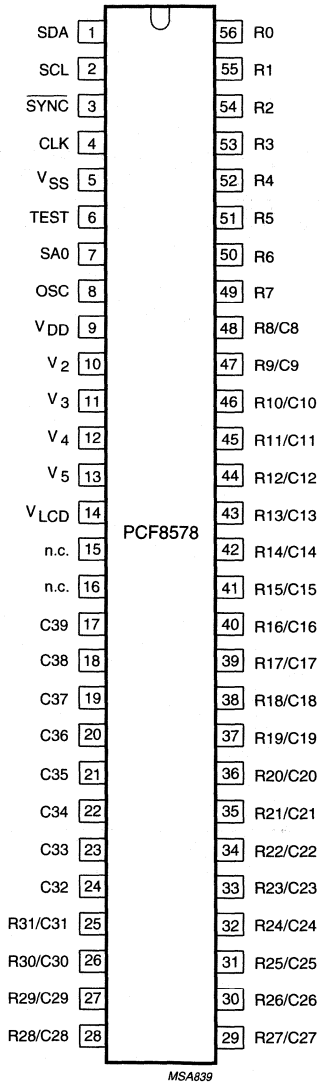 SDA 1 56 R0
SCL 2 55 R1
SYNC 3 54 R2
CLK 4 53 R3
VSS 5 52 R4
TEST 6 51 R5
SA0 7 50 R6
OSC 8 49 R7
VDD 9 48 R8/C8
V2 10 47 R9/C9
V3 11 46 R10/C10
V4 12 45 R11/C11
V5 13 44 R12/C12
VLCD 14 43 R13/C13
PCF8578
n.c. 15 42 R14/C14
n.c. 16 41 R15/C15
C39 17 40 R16/C16
C38 18 39 R17/C17
C37 19 38 R18/C18
C36 20 37 R19/C19
C35 21 36 R20/C20
C34 22 35 R21/C21
C33 23 34 R22/C22
C32 24 33 R23/C23
R31/C31 25 32 R24/C24
R30/C30 26 31 R25/C25
R29/C29 27 30 R26/C26
R28/C28 28 29 R27/C27
MSA839